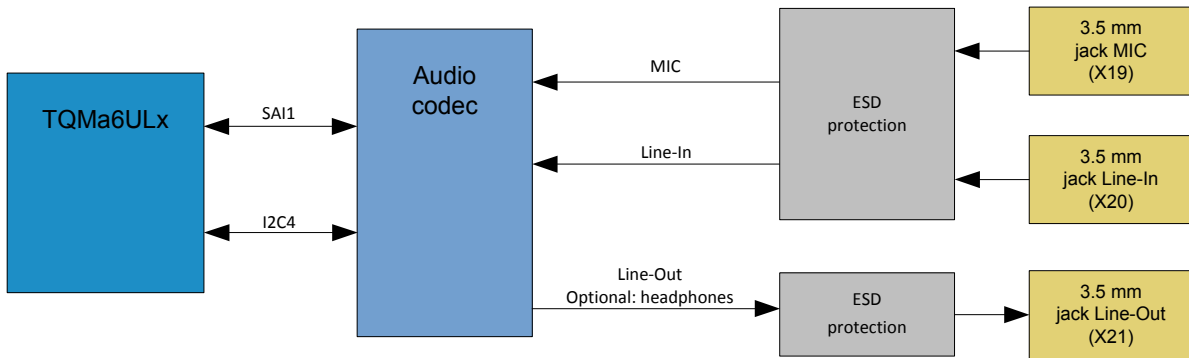 TQMa6ULx
SAI1
I2C4
Audio
codec
MIC
Line-In
Line-Out
Optional: headphones
ESD
protection
ESD
protection
3.5 mm
jack MIC
(X19)
3.5 mm
jack Line-In
(X20)
3.5 mm
jack Line-Out
(X21)